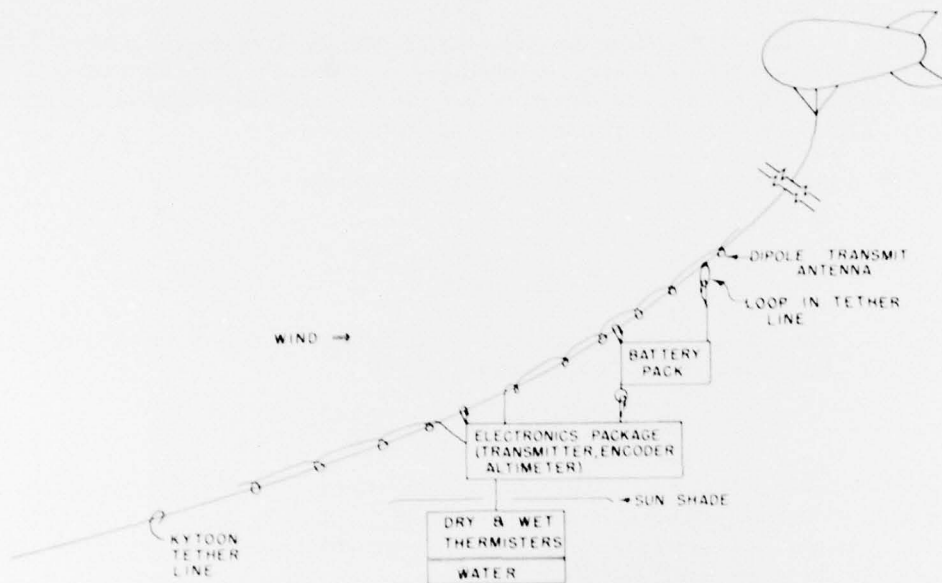 DIPOLE TRANSMIT
ANTENNA
LOOP IN TETHER
LINE
WIND →
BATTERY
PACK
ELECTRONICS PACKAGE
(TRANSMITTER, ENCODER
ALTIMETER)
SUN SHADE
DRY & WET
THERMISTERS
WATER
KYTOON
TETHER
LINE